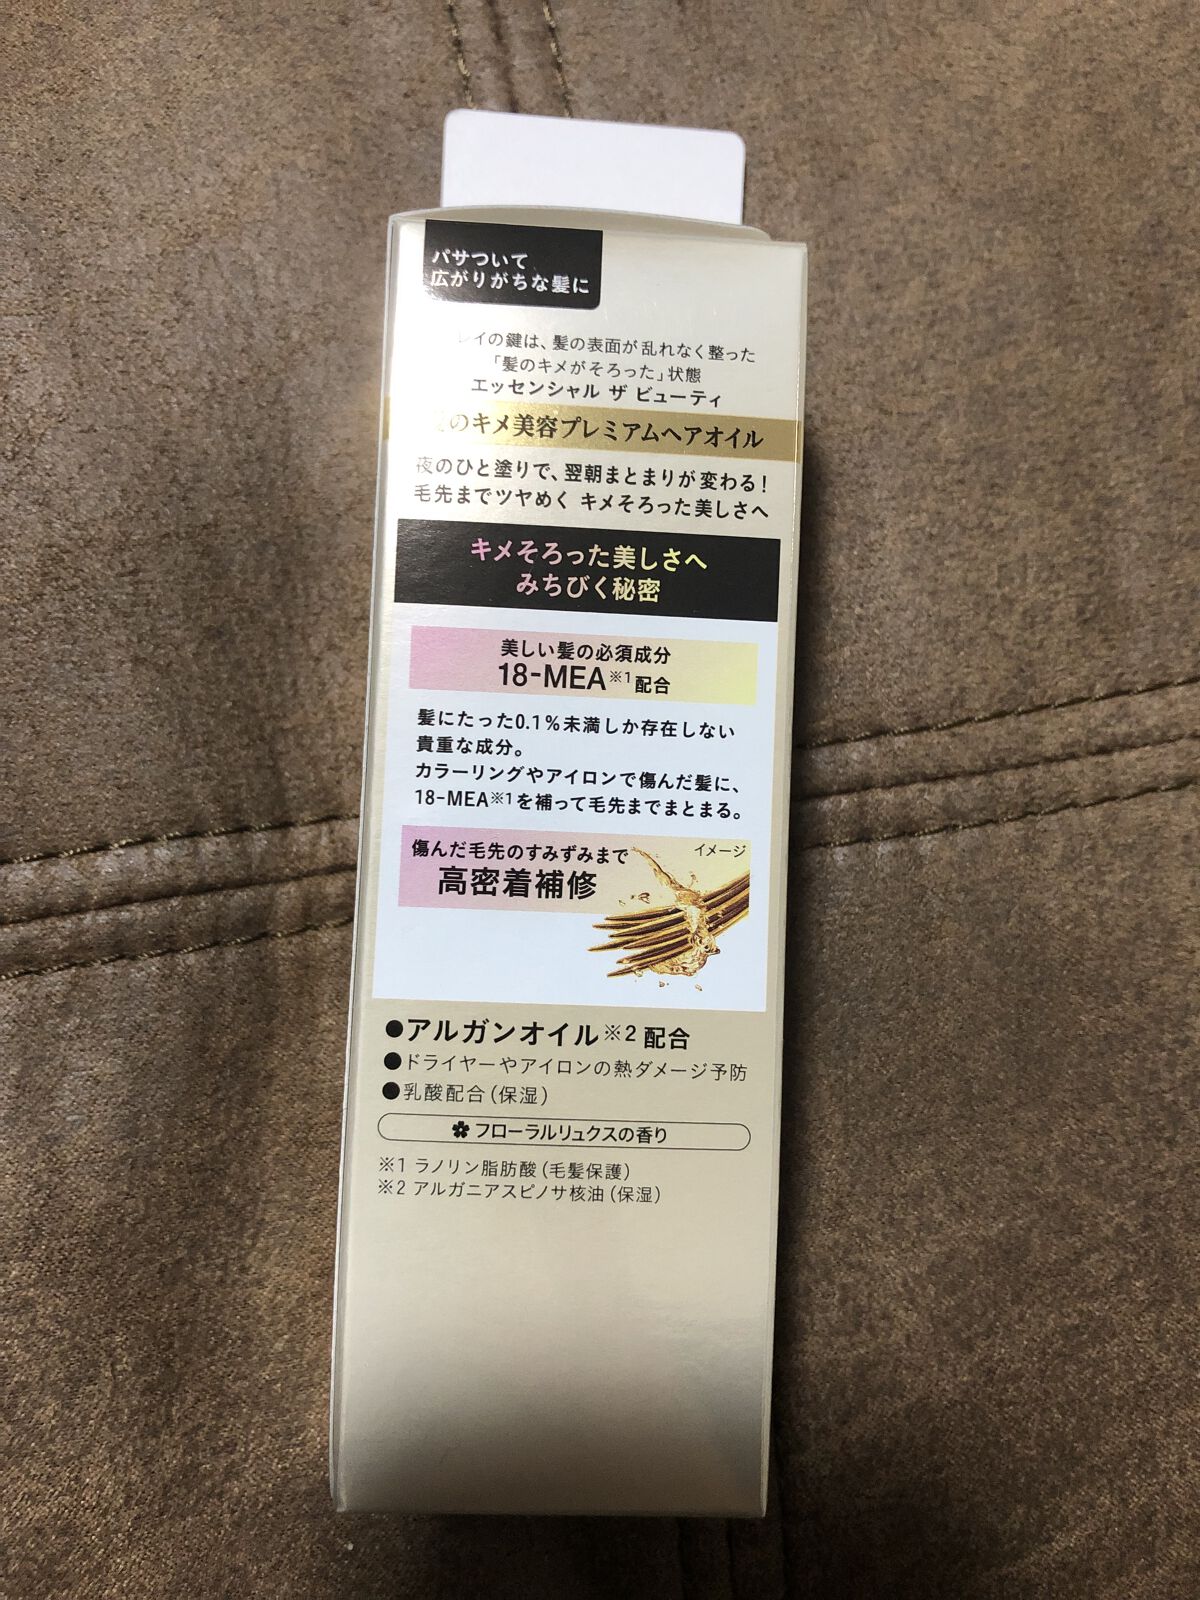 パサついて
広がりがちな髪に
イの鍵は、髪の表面が乱れなく整った
「髪のキメがそろった」状態
エッセンシャル ザ ビューティ
のキメ美容プレミアムヘアオイル
夜のひと塗りで、翌朝まとまりが変わる!
毛先までツヤめく キメそろった美しさへ
キメそろった美しさへ
みちびく秘密
美しい髪の必須成分
18-MEA※1配合
髪にたった0.1%未満しか存在しない
貴重な成分。
カラーリングやアイロンで傷んだ髪に、
18-MEA※1を補って毛先までまとまる。
傷んだ毛先のすみずみまで
高密着補修
イメージ
●アルガンオイル※2配合
●ドライヤーやアイロンの熱ダメージ予防
●乳酸配合(保湿)
フローラルリュクスの香り
※1 ラノリン脂肪酸(毛髪保護)
※2 アルガニアスピノサ核油(保湿)